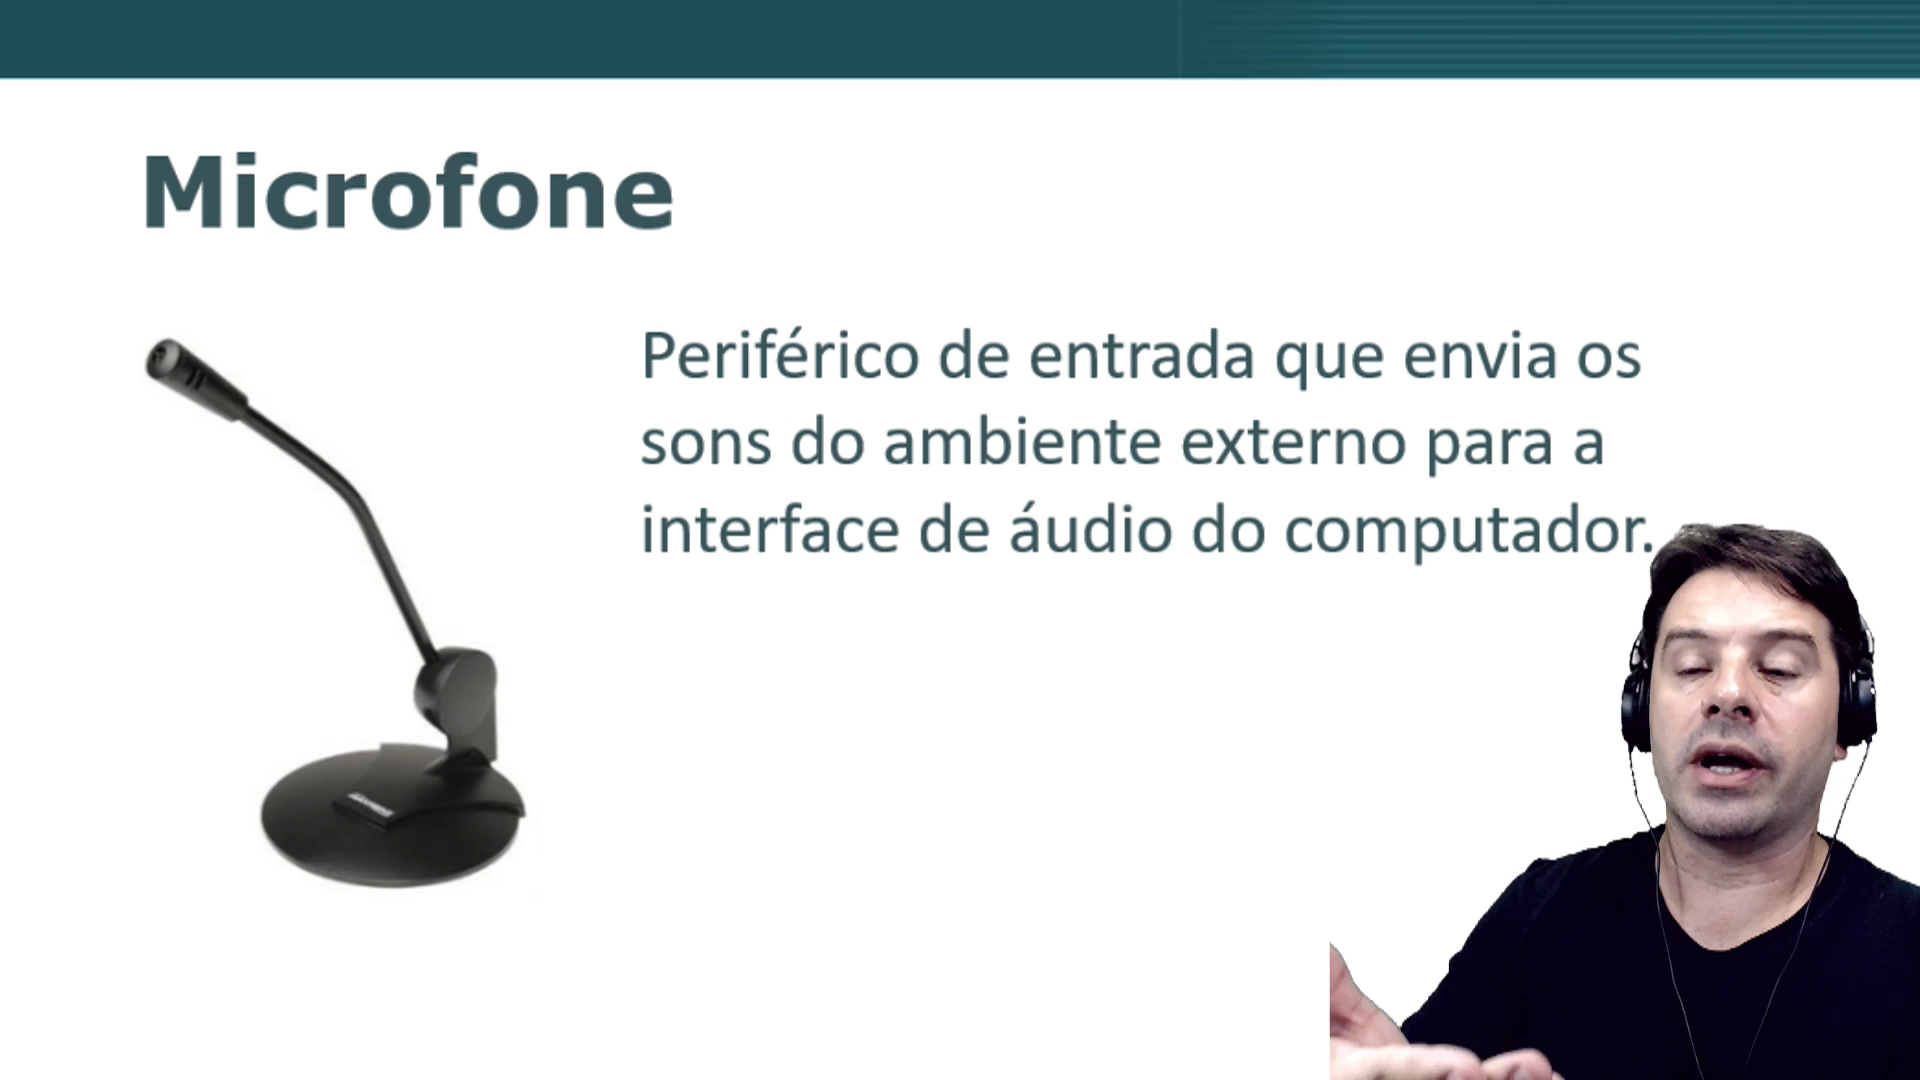 Microfone
Periférico de entrada que envia os
sons do ambiente externo para a
interface de áudio do computador.